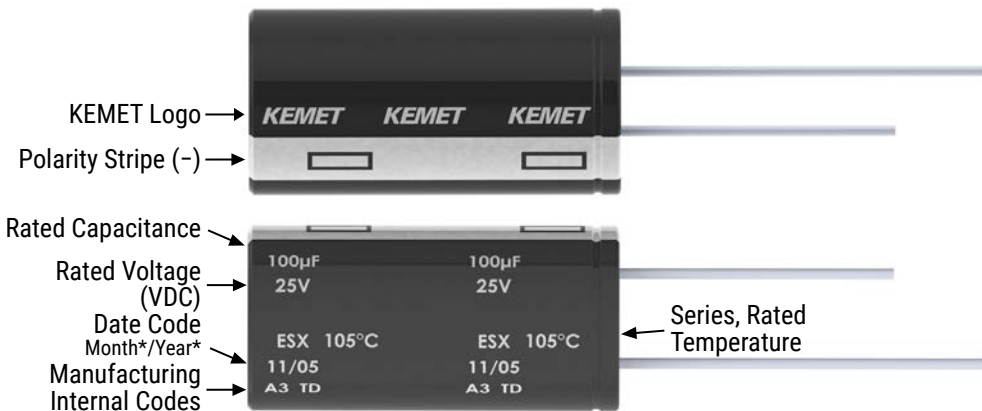 KEMET Logo
KEMET KEMET KEMET
Polarity Stripe (−)
Rated Capacitance
100µF 100µF
Rated Voltage
(VDC)
25V 25V
Date Code
Month*/Year*
ESX 105°C ESX 105°C
Series, Rated
Temperature
11/05 11/05
Manufacturing
Internal Codes
A3 TD A3 TD